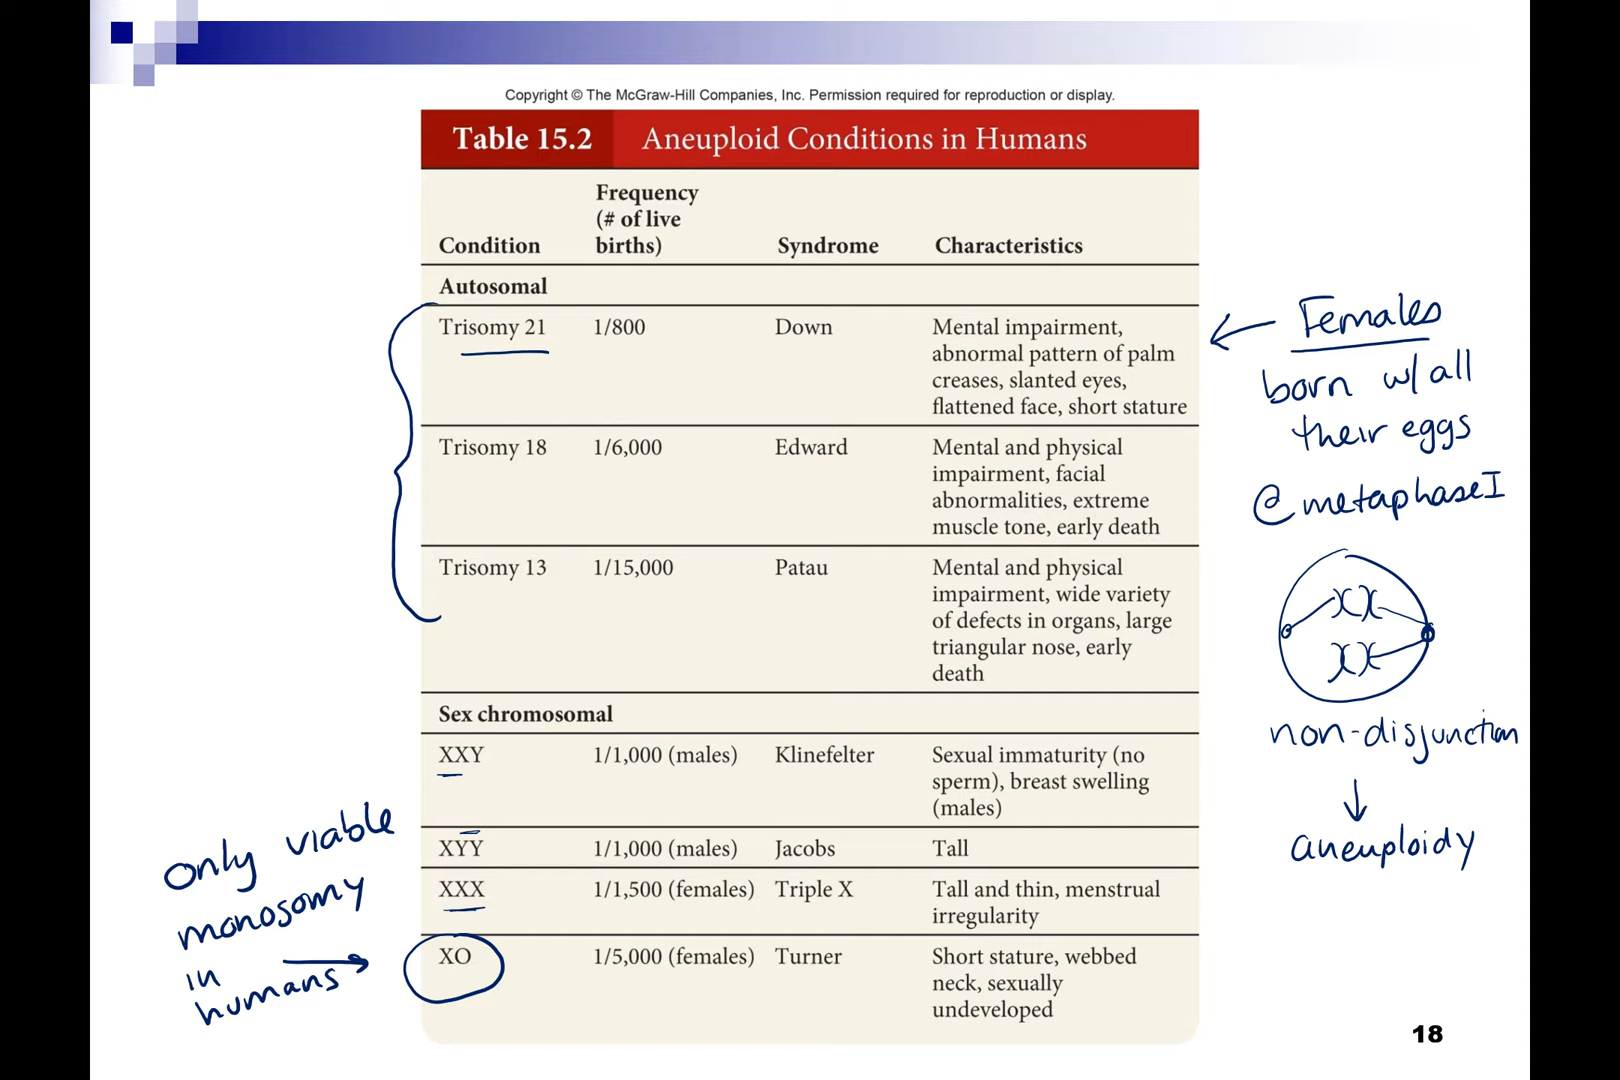 Copyright © The McGraw-Hill Companies, Inc. Permission required for reproduction or display.
Table 15.2 Aneuploid Conditions in Humans
Condition
Frequency
(# of live
births)
Syndrome
Characteristics
Autosomal
Trisomy 21
1/800
Down
Mental impairment,
abnormal pattern of palm
creases, slanted eyes,
flattened face, short stature
Trisomy 18
1/6,000
Edward
Mental and physical
impairment, facial
abnormalities, extreme
muscle tone, early death
Trisomy 13
1/15,000
Patau
Mental and physical
impairment, wide variety
of defects in organs, large
triangular nose, early
death
Sex chromosomal
XXY
1/1,000 (males)
Klinefelter
Sexual immaturity (no
sperm), breast swelling
(males)
XYY
1/1,000 (males)
Jacobs
Tall
XXX
1/1,500 (females)
Triple X
Tall and thin, menstrual
irregularity
XO
1/5,000 (females)
Turner
Short stature, webbed
neck, sexually
undeveloped
Only viable
monosomy
in
humans
Females
born w/ all
their eggs
@ metaphase I
non-disjunction
aneuploidy
18